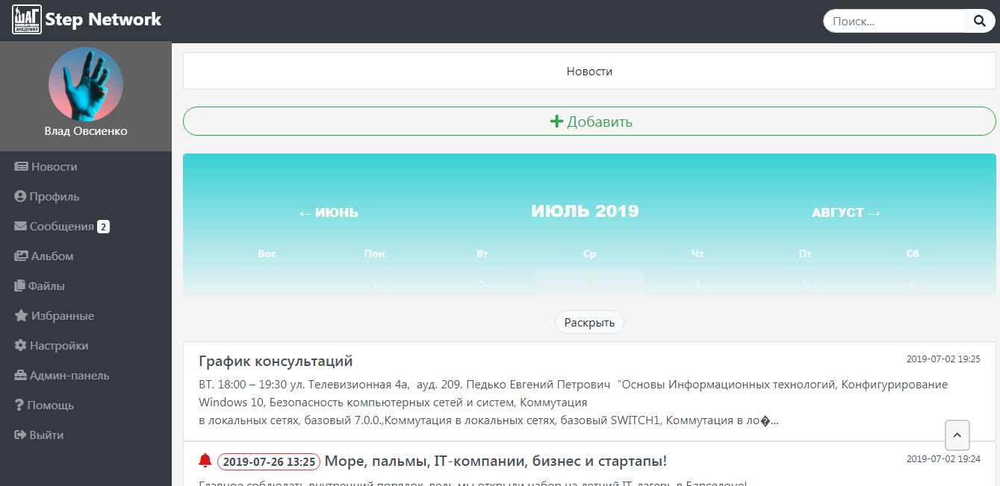 ШАГ
КОМПЬЮТЕРНАЯ
АКАДЕМИЯ
Step Network
Поиск...
Влад Овсиенко
Новости
Профиль
Сообщения 2
Альбом
Файлы
Избранные
Настройки
Админ-панель
Помощь
Выйти
Новости
Добавить
← ИЮНЬ ИЮЛЬ 2019 АВГУСТ →
Вос Пон Вт Ср Чт Пт Сб
1 2 3 4 5 6
Раскрыть
График консультаций 2019-07-02 19:25
ВТ. 18:00 – 19:30 ул. Телевизионная 4а, ауд. 209. Педько Евгений Петрович "Основы Информационных технологий, Конфигурирование
Windows 10, Безопасность компьютерных сетей и систем, Коммутация
в локальных сетях, базовый 7.0.0.,Коммутация в локальных сетях, базовый SWITCH1, Коммутация в ло�...
2019-07-26 13:25 Море, пальмы, IT-компании, бизнес и стартапы! 2019-07-02 19:24
Главное соблюдать внутренний порядок, ведь мы открыли набор на летний IT-лагерь в Барселоне!